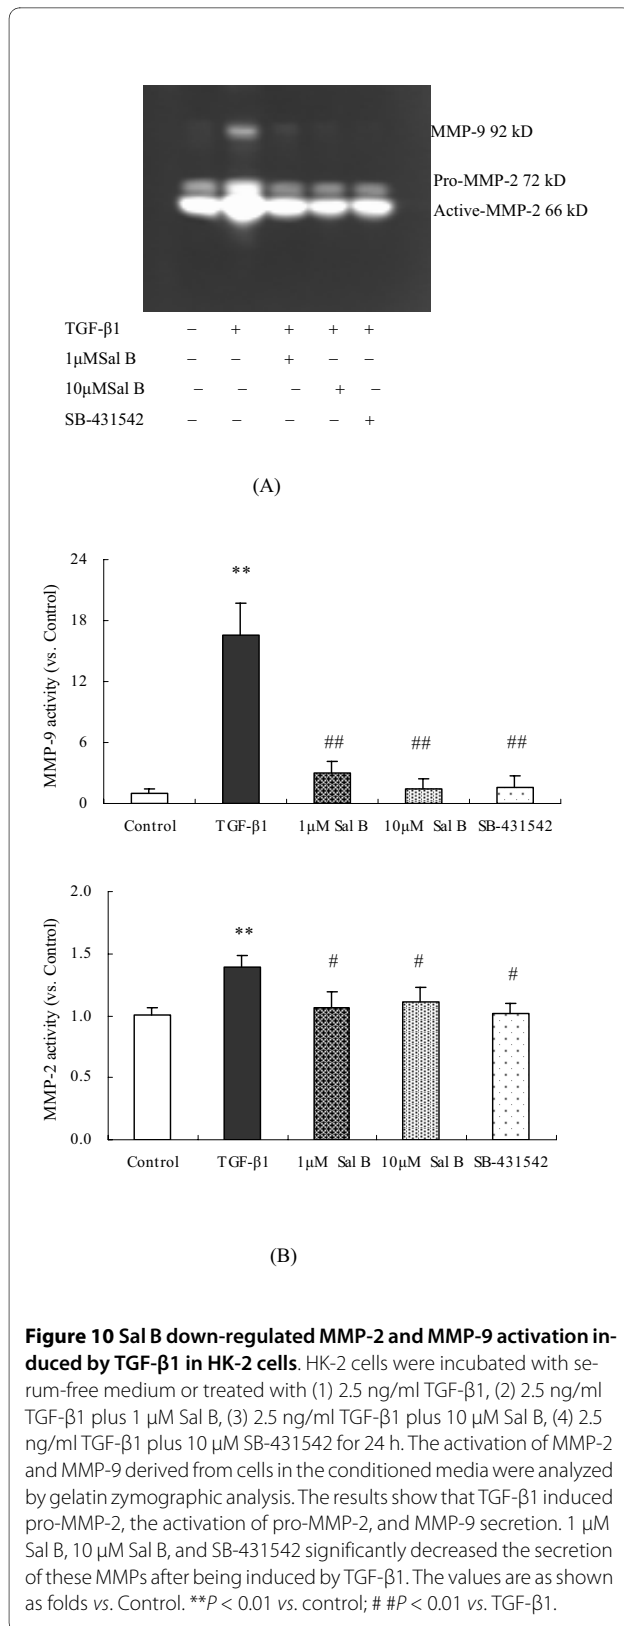 MMP-9 92 kD
Pro-MMP-2 72 kD
Active-MMP-2 66 kD
TGF-β1 – + + + +
1μMSal B – – + – –
10μMSal B – – – + –
SB-431542 – – – – +
(A)
MMP-9 activity (vs. Control)
24
18
12
6
0
**
## ## ##
Control TGF-β1 1μM Sal B 10μM Sal B SB-431542
MMP-2 activity (vs. Control)
2.0
1.5
1.0
0.5
0.0
**
# # #
Control TGF-β1 1μM Sal B 10μM Sal B SB-431542
(B)
Figure 10 Sal B down-regulated MMP-2 and MMP-9 activation in-
duced by TGF-β1 in HK-2 cells. HK-2 cells were incubated with se-
rum-free medium or treated with (1) 2.5 ng/ml TGF-β1, (2) 2.5 ng/ml
TGF-β1 plus 1 μM Sal B, (3) 2.5 ng/ml TGF-β1 plus 10 μM Sal B, (4) 2.5
ng/ml TGF-β1 plus 10 μM SB-431542 for 24 h. The activation of MMP-2
and MMP-9 derived from cells in the conditioned media were analyzed
by gelatin zymographic analysis. The results show that TGF-β1 induced
pro-MMP-2, the activation of pro-MMP-2, and MMP-9 secretion. 1 μM
Sal B, 10 μM Sal B, and SB-431542 significantly decreased the secretion
of these MMPs after being induced by TGF-β1. The values are as shown
as folds vs. Control. **P < 0.01 vs. control; # #P < 0.01 vs. TGF-β1.